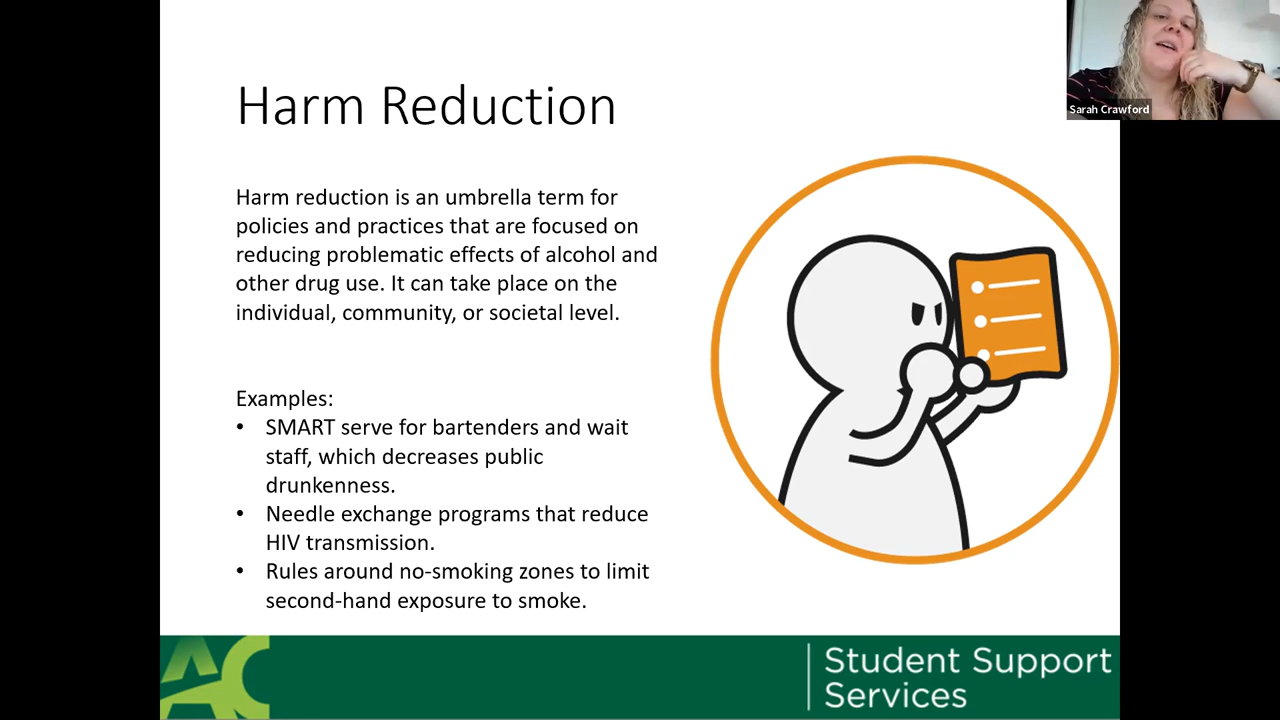 Harm Reduction
Sarah Crawford
Harm reduction is an umbrella term for
policies and practices that are focused on
reducing problematic effects of alcohol and
other drug use. It can take place on the
individual, community, or societal level.
Examples:
• SMART serve for bartenders and wait
staff, which decreases public
drunkenness.
• Needle exchange programs that reduce
HIV transmission.
• Rules around no-smoking zones to limit
second-hand exposure to smoke.
AC
Student Support
Services